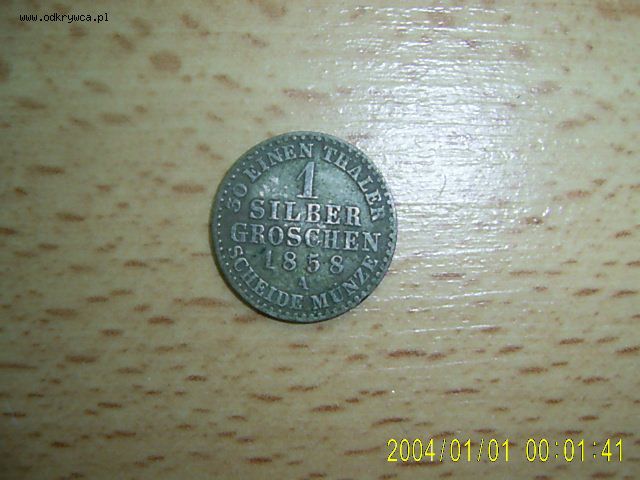 www.odkrywca.pl
30 EINEN THALER
1
SILBER
GROSCHEN
1858
A
SCHEIDE MÜNZE
2004/01/01 00:01:41